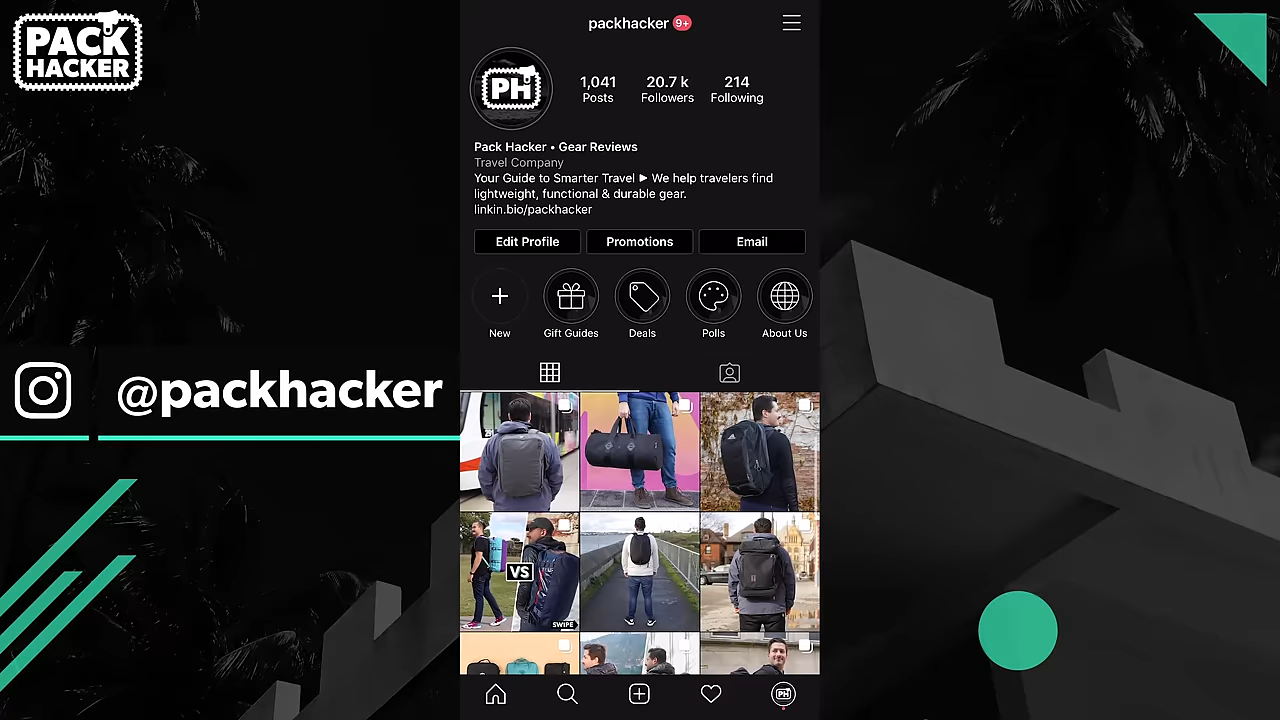 PACK
HACKER
packhacker 9+
PH
1,041
Posts
20.7 k
Followers
214
Following
Pack Hacker • Gear Reviews
Travel Company
Your Guide to Smarter Travel ► We help travelers find
lightweight, functional & durable gear.
linkin.bio/packhacker
Edit Profile
Promotions
Email
New
Gift Guides
Deals
Polls
About Us
@packhacker
VS
SWIPE
PH